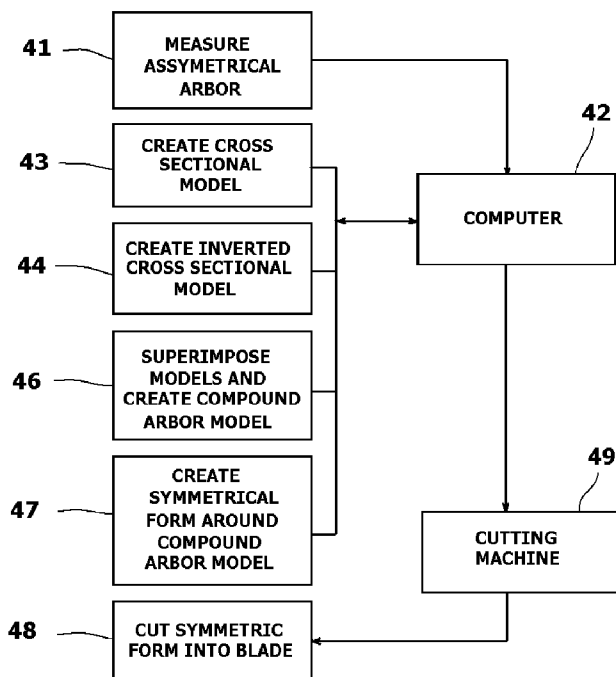 41
MEASURE
ASSYMETRICAL
ARBOR
42
43
CREATE CROSS
SECTIONAL
MODEL
COMPUTER
44
CREATE INVERTED
CROSS SECTIONAL
MODEL
46
SUPERIMPOSE
MODELS AND
CREATE COMPOUND
ARBOR MODEL
47
CREATE
SYMMETRICAL
FORM AROUND
COMPOUND
ARBOR MODEL
49
CUTTING
MACHINE
48
CUT SYMMETRIC
FORM INTO BLADE